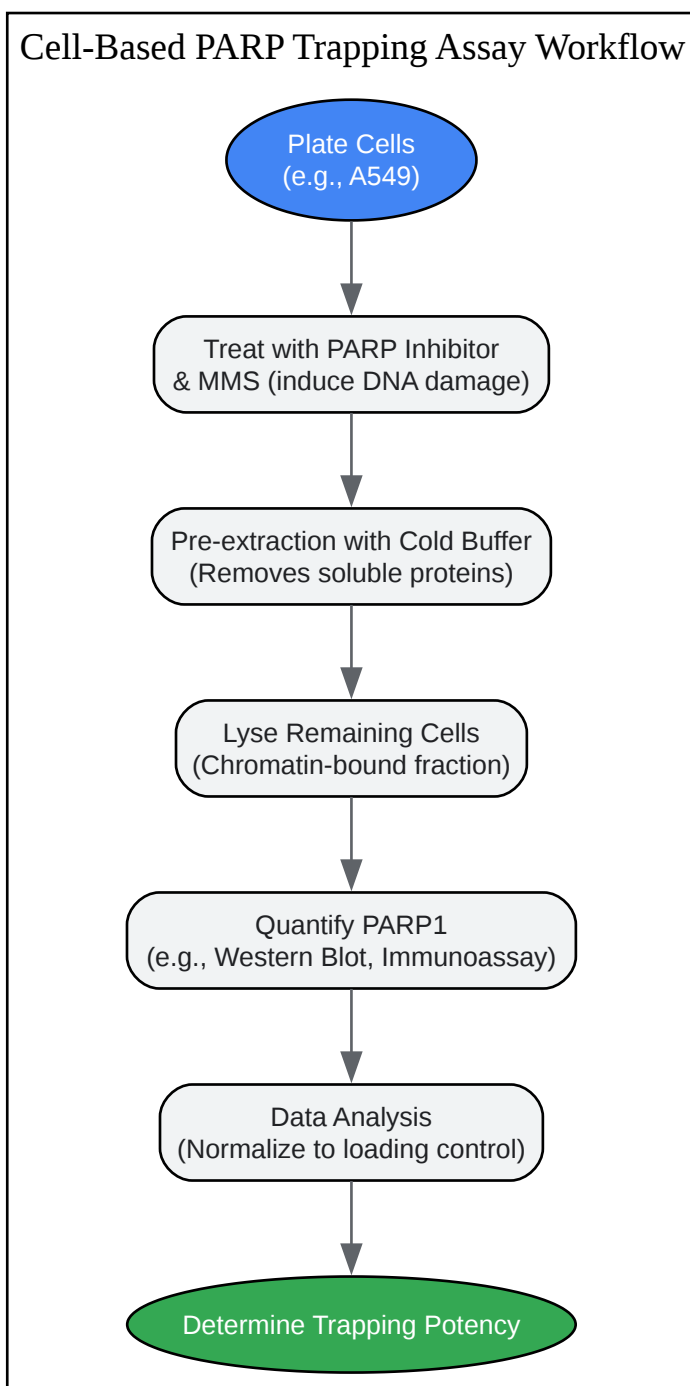 Cell-Based PARP Trapping Assay Workflow
Plate Cells
(e.g., A549)
Treat with PARP Inhibitor
& MMS (induce DNA damage)
Pre-extraction with Cold Buffer
(Removes soluble proteins)
Lyse Remaining Cells
(Chromatin-bound fraction)
Quantify PARP1
(e.g., Western Blot, Immunoassay)
Data Analysis
(Normalize to loading control)
Determine Trapping Potency